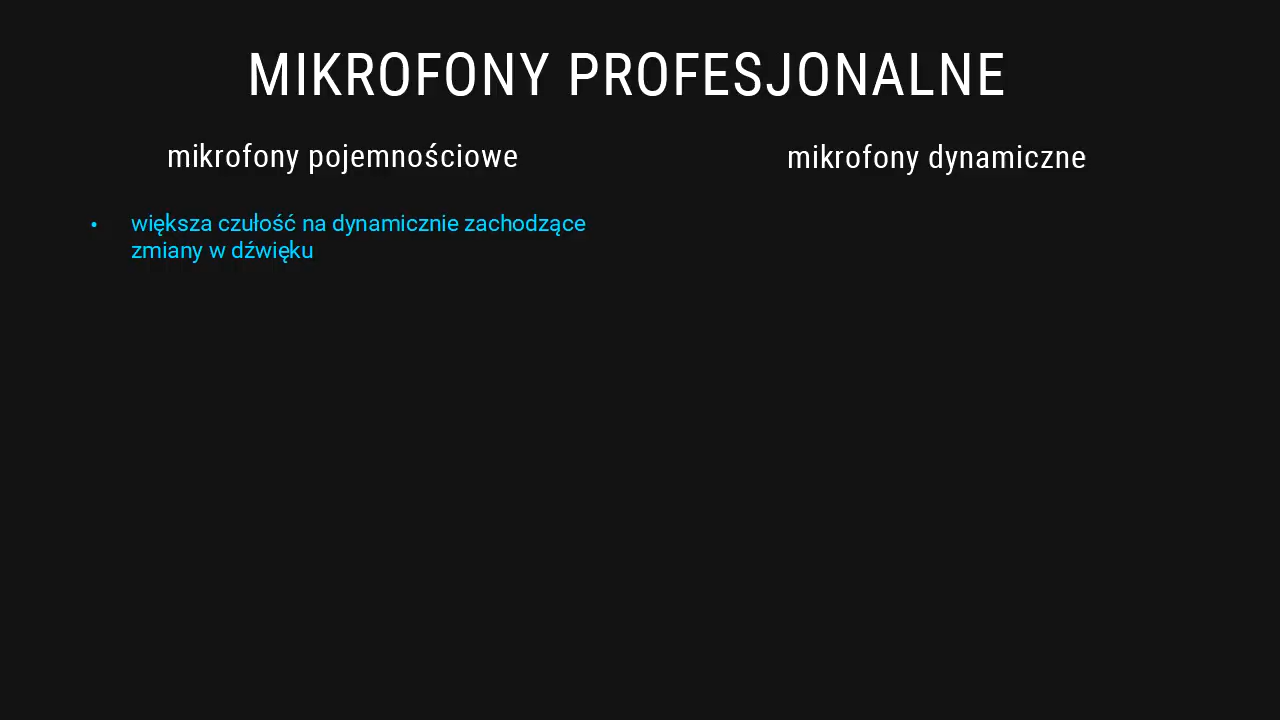 MIKROFONY PROFESJONALNE
mikrofony pojemnościowe
mikrofony dynamiczne
• większa czułość na dynamicznie zachodzące
zmiany w dźwięku